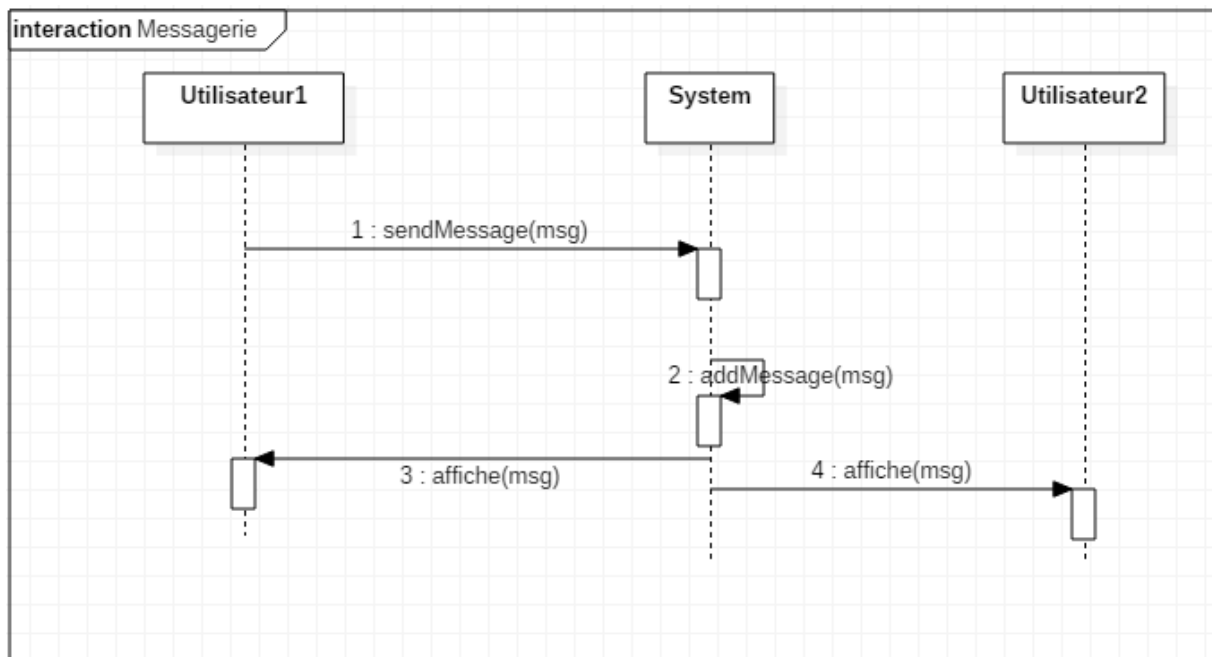 interaction Messagerie
Utilisateur1
System
Utilisateur2
1 : sendMessage(msg)
2 : addMessage(msg)
3 : affiche(msg)
4 : affiche(msg)